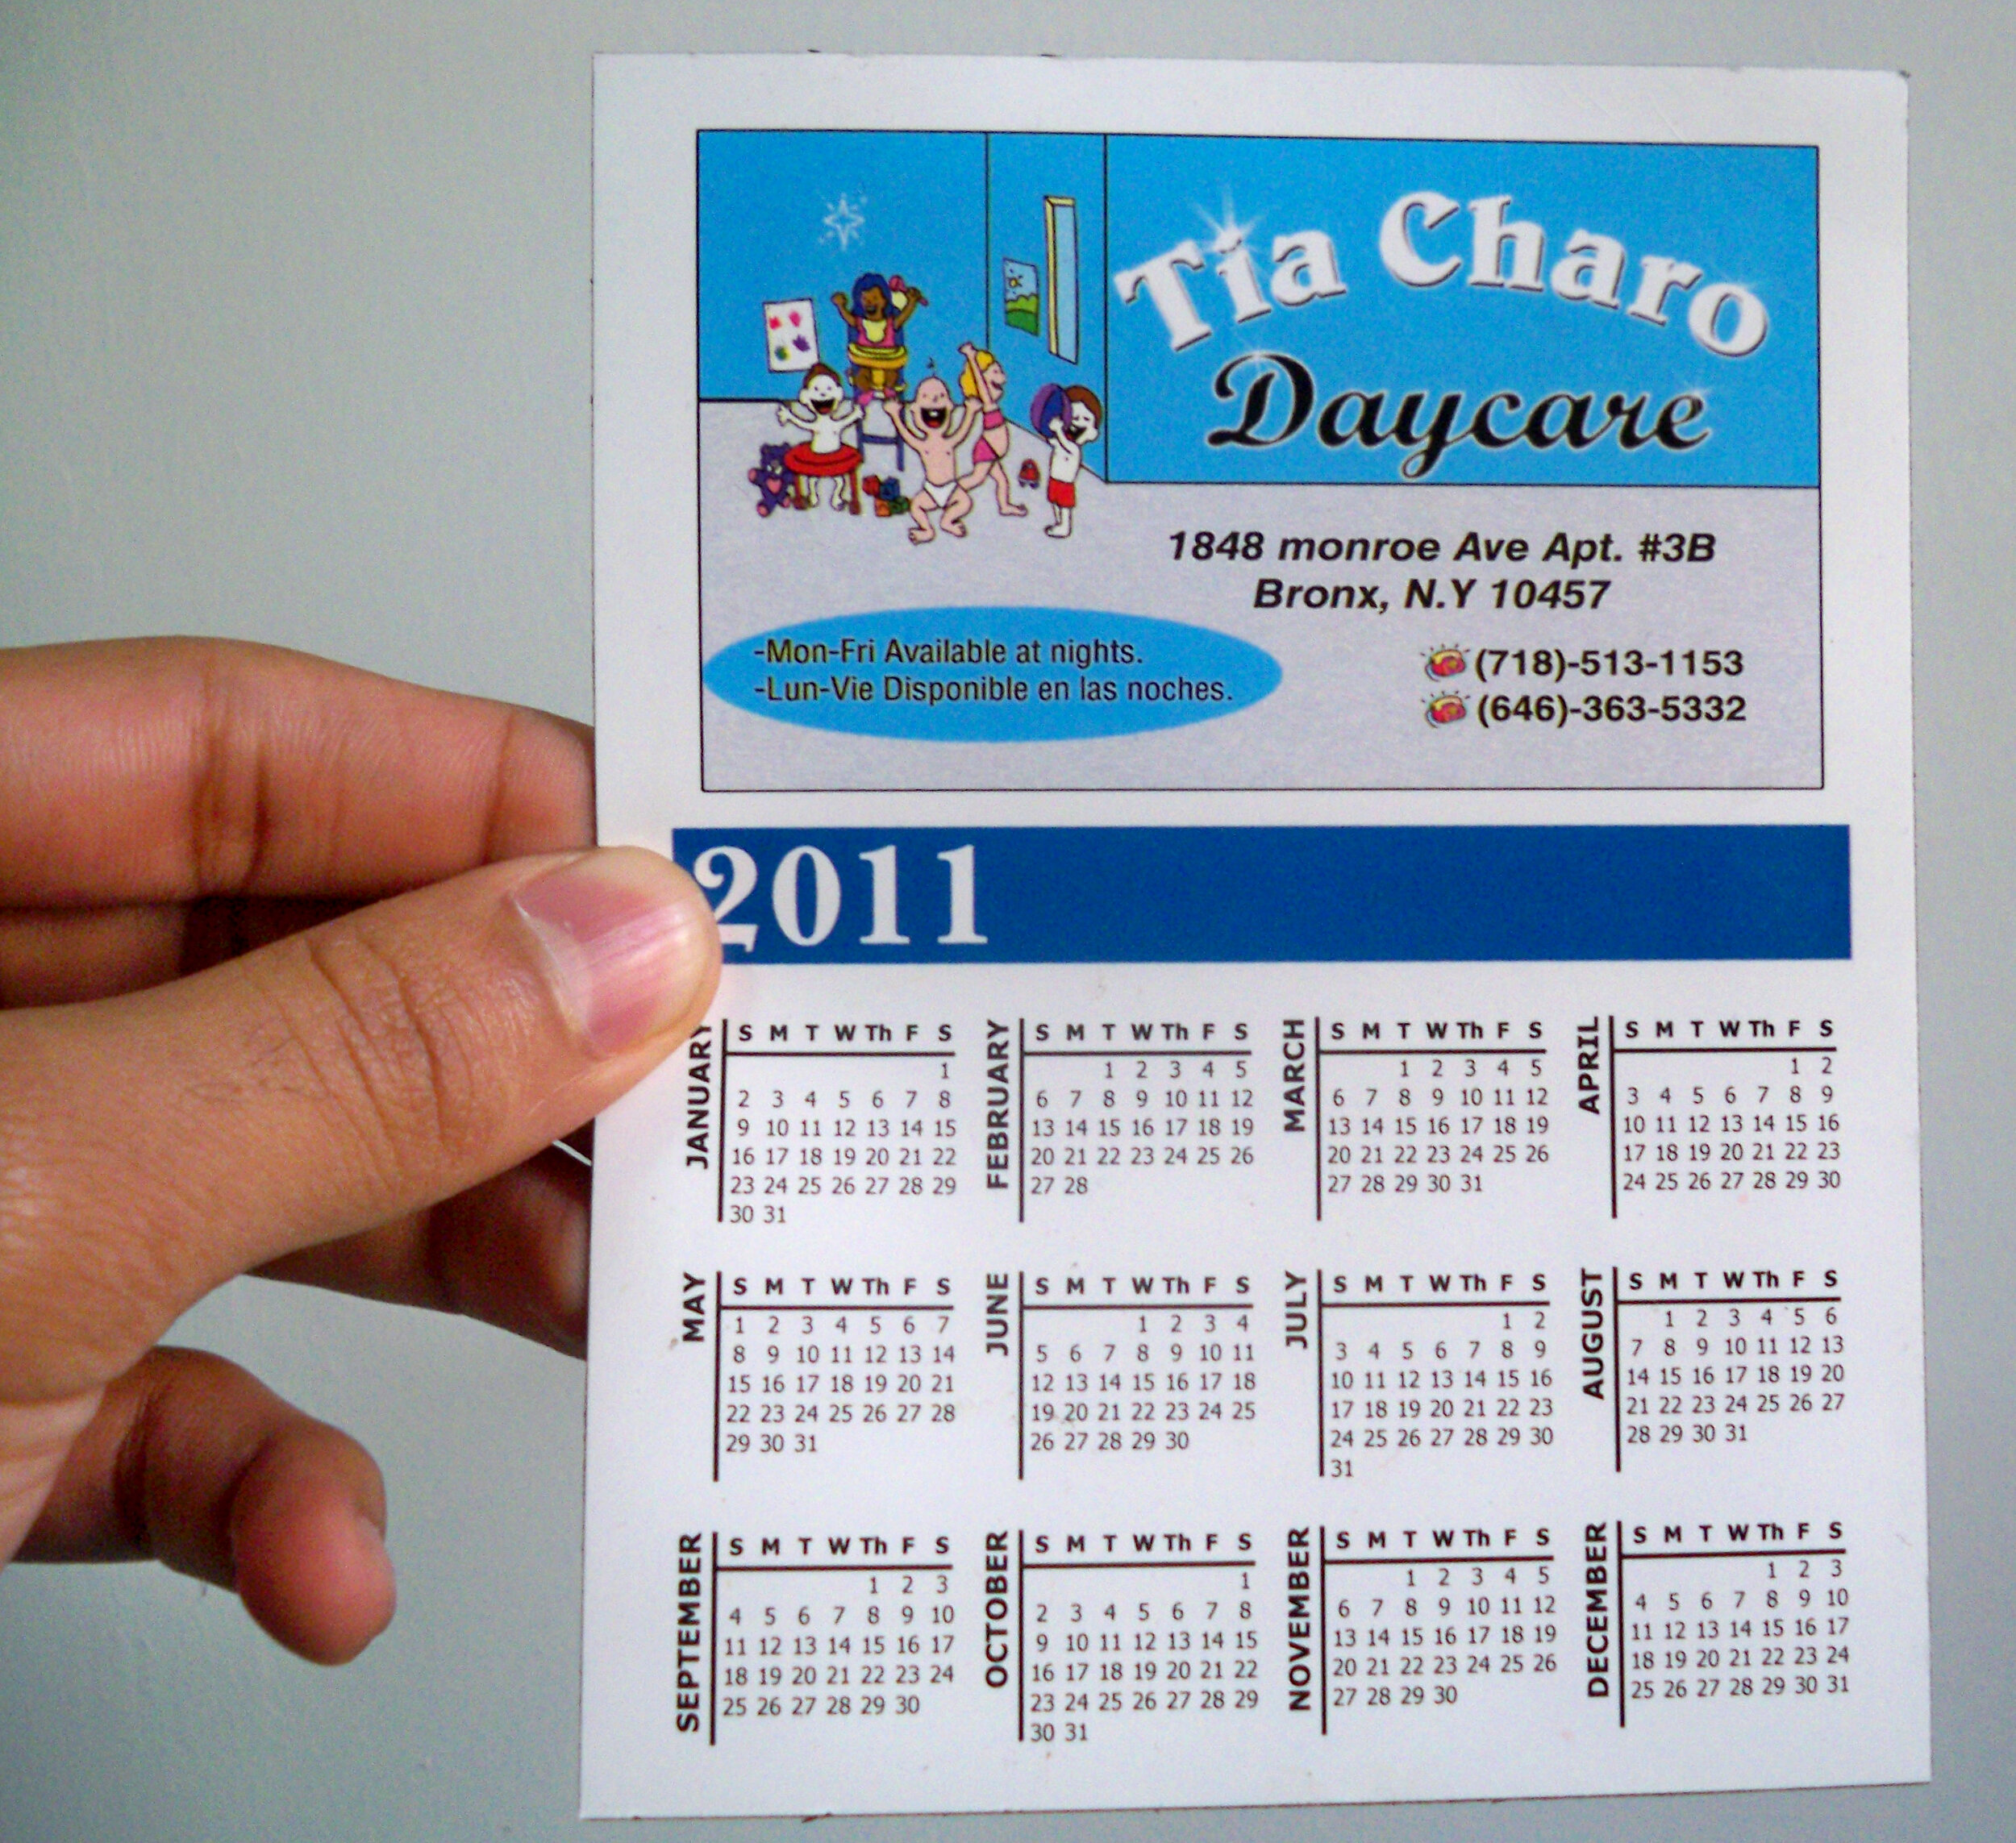 Tia Charo
Daycare
1848 monroe Ave Apt. #3B
Bronx, N.Y 10457
-Mon-Fri Available at nights.
-Lun-Vie Disponible en las noches.
(718)-513-1153
(646)-363-5332
2011
JANUARY
S M T W Th F S
1
2 3 4 5 6 7 8
9 10 11 12 13 14 15
16 17 18 19 20 21 22
23 24 25 26 27 28 29
30 31
FEBRUARY
S M T W Th F S
1 2 3 4 5
6 7 8 9 10 11 12
13 14 15 16 17 18 19
20 21 22 23 24 25 26
27 28
MARCH
S M T W Th F S
1 2 3 4 5
6 7 8 9 10 11 12
13 14 15 16 17 18 19
20 21 22 23 24 25 26
27 28 29 30 31
APRIL
S M T W Th F S
1 2
3 4 5 6 7 8 9
10 11 12 13 14 15 16
17 18 19 20 21 22 23
24 25 26 27 28 29 30
MAY
S M T W Th F S
1 2 3 4 5 6 7
8 9 10 11 12 13 14
15 16 17 18 19 20 21
22 23 24 25 26 27 28
29 30 31
JUNE
S M T W Th F S
1 2 3 4
5 6 7 8 9 10 11
12 13 14 15 16 17 18
19 20 21 22 23 24 25
26 27 28 29 30
JULY
S M T W Th F S
1 2
3 4 5 6 7 8 9
10 11 12 13 14 15 16
17 18 19 20 21 22 23
24 25 26 27 28 29 30
31
AUGUST
S M T W Th F S
1 2 3 4 5 6
7 8 9 10 11 12 13
14 15 16 17 18 19 20
21 22 23 24 25 26 27
28 29 30 31
SEPTEMBER
S M T W Th F S
1 2 3
4 5 6 7 8 9 10
11 12 13 14 15 16 17
18 19 20 21 22 23 24
25 26 27 28 29 30
OCTOBER
S M T W Th F S
1
2 3 4 5 6 7 8
9 10 11 12 13 14 15
16 17 18 19 20 21 22
23 24 25 26 27 28 29
30 31
NOVEMBER
S M T W Th F S
1 2 3 4 5
6 7 8 9 10 11 12
13 14 15 16 17 18 19
20 21 22 23 24 25 26
27 28 29 30
DECEMBER
S M T W Th F S
1 2 3
4 5 6 7 8 9 10
11 12 13 14 15 16 17
18 19 20 21 22 23 24
25 26 27 28 29 30 31